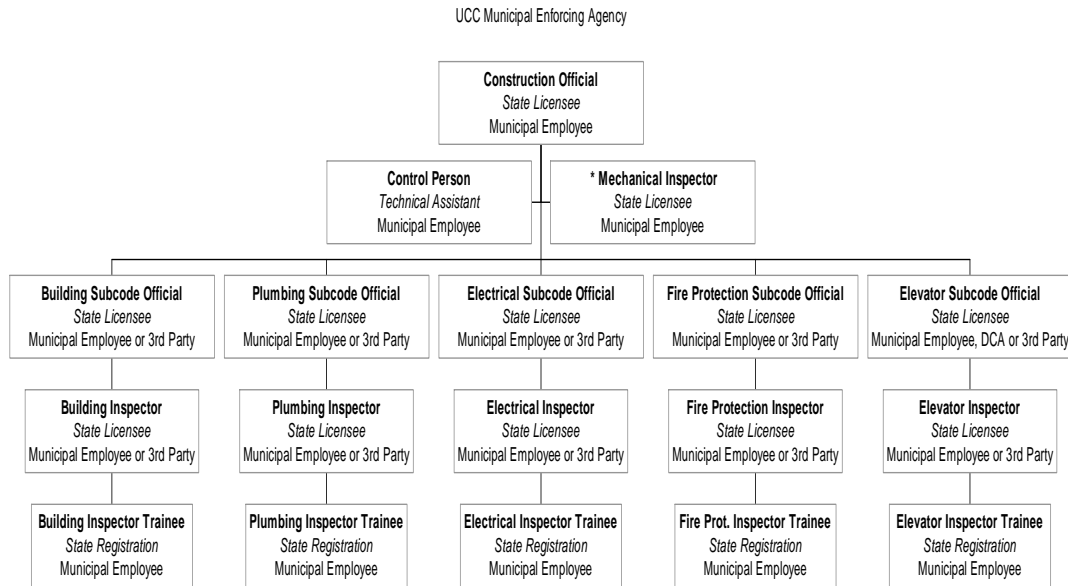 UCC Municipal Enforcing Agency
Construction Official
State Licensee
Municipal Employee
Control Person
Technical Assistant
Municipal Employee
* Mechanical Inspector
State Licensee
Municipal Employee
Building Subcode Official
State Licensee
Municipal Employee or 3rd Party
Plumbing Subcode Official
State Licensee
Municipal Employee or 3rd Party
Electrical Subcode Official
State Licensee
Municipal Employee or 3rd Party
Fire Protection Subcode Official
State Licensee
Municipal Employee or 3rd Party
Elevator Subcode Official
State Licensee
Municipal Employee, DCA or 3rd Party
Building Inspector
State Licensee
Municipal Employee or 3rd Party
Plumbing Inspector
State Licensee
Municipal Employee or 3rd Party
Electrical Inspector
State Licensee
Municipal Employee or 3rd Party
Fire Protection Inspector
State Licensee
Municipal Employee or 3rd Party
Elevator Inspector
State Licensee
Municipal Employee or 3rd Party
Building Inspector Trainee
State Registration
Municipal Employee
Plumbing Inspector Trainee
State Registration
Municipal Employee
Electrical Inspector Trainee
State Registration
Municipal Employee
Fire Prot. Inspector Trainee
State Registration
Municipal Employee
Elevator Inspector Trainee
State Registration
Municipal Employee